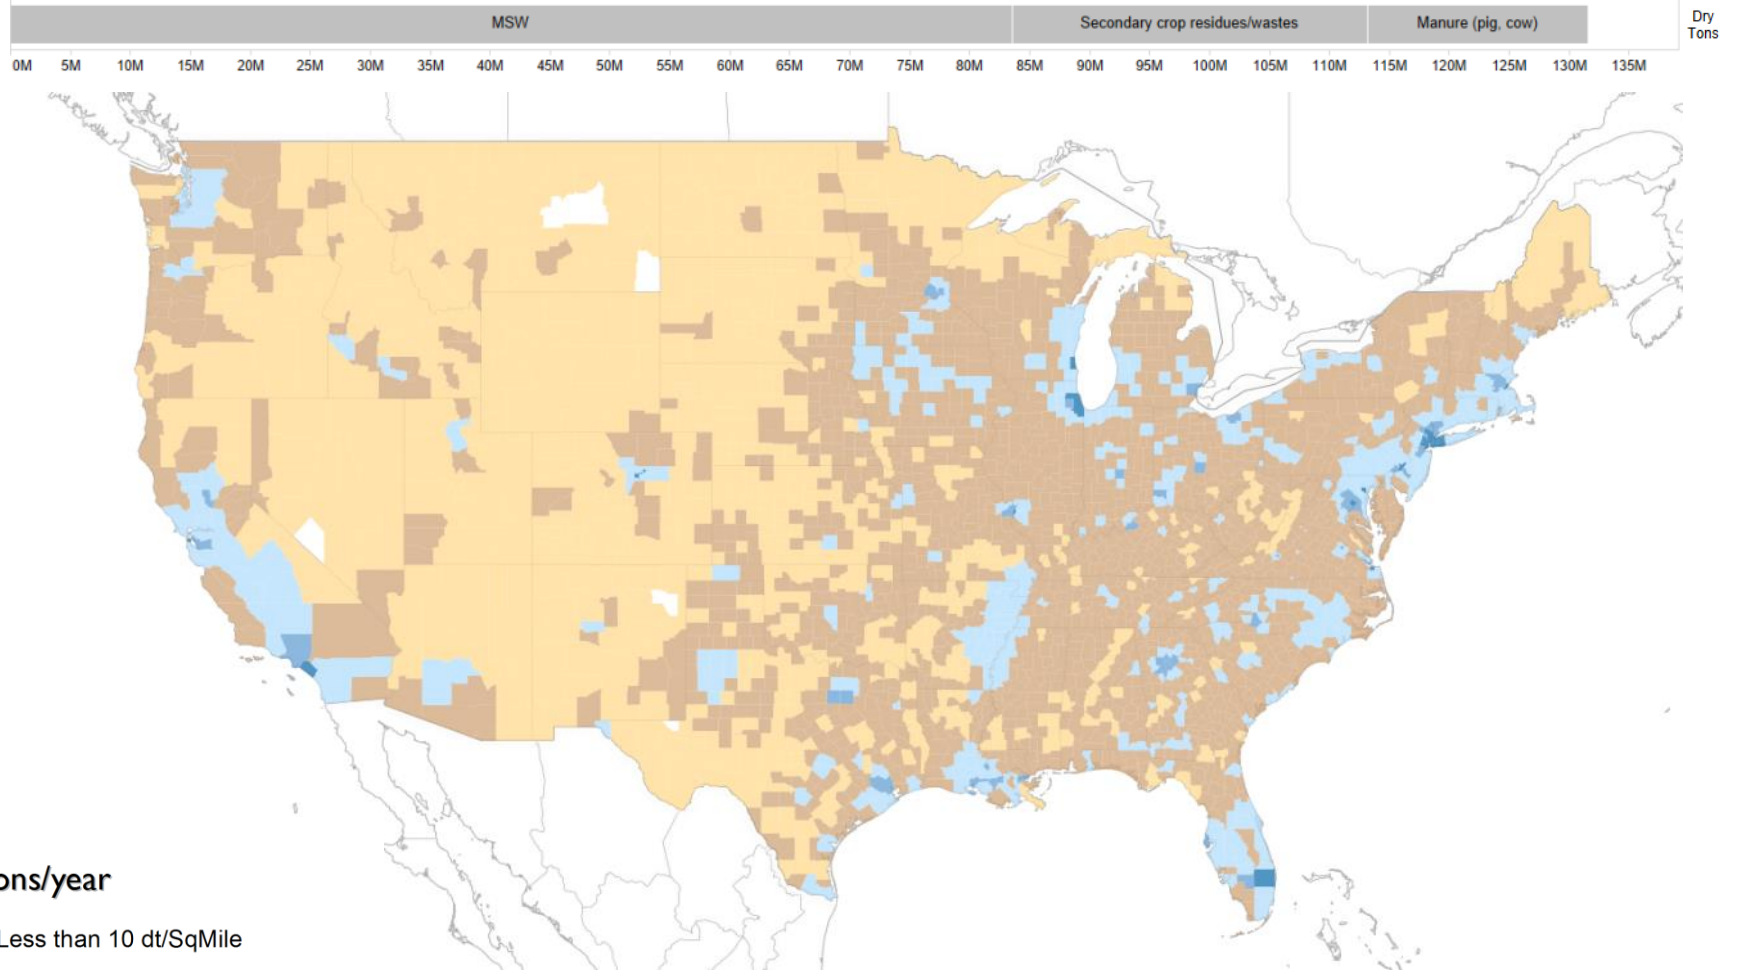 MSW Secondary crop residues/wastes Manure (pig, cow)
Dry
Tons
0M 5M 10M 15M 20M 25M 30M 35M 40M 45M 50M 55M 60M 65M 70M 75M 80M 85M 90M 95M 100M 105M 110M 115M 120M 125M 130M 135M
ons/year
Less than 10 dt/SqMile